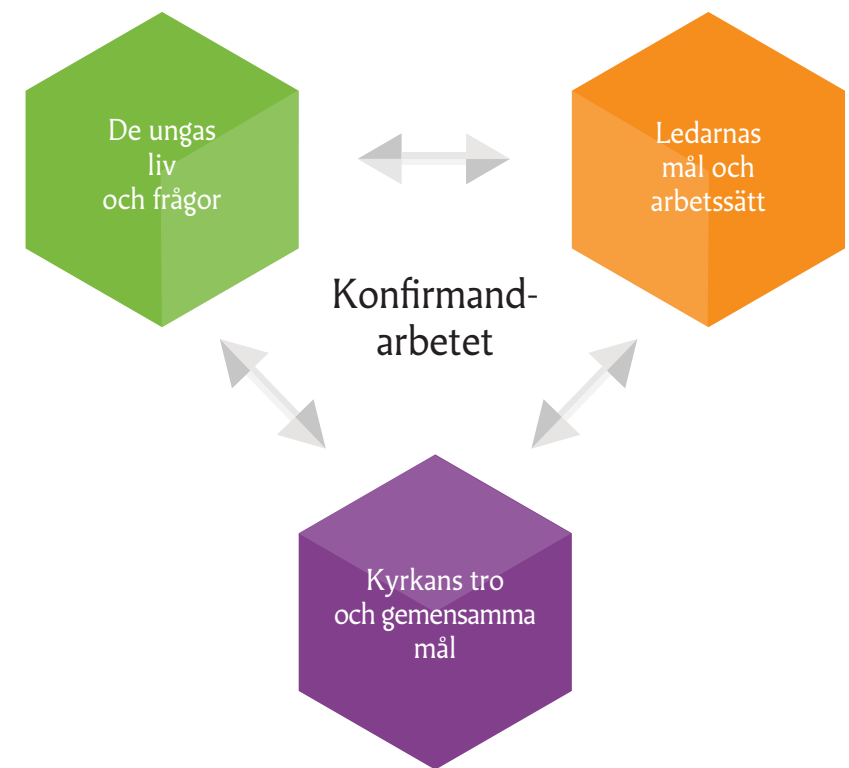 De ungas
liv
och frågor
Ledarnas
mål och
arbetssätt
Konfirmand-
arbetet
Kyrkans tro
och gemensamma
mål